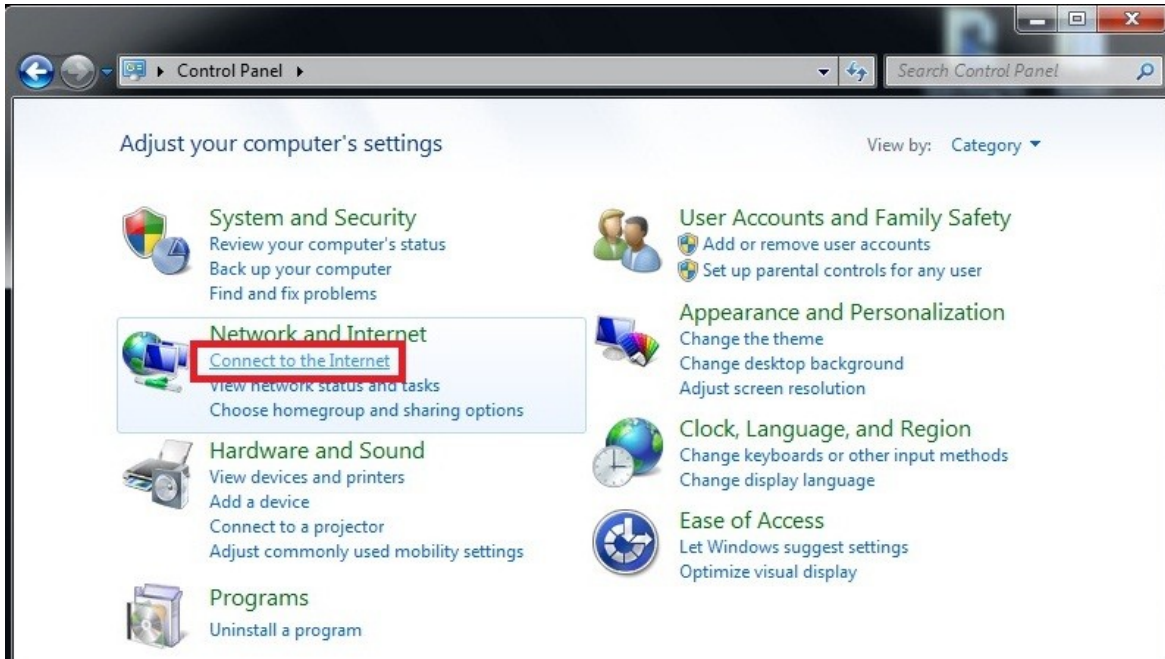 Control Panel
Search Control Panel
Adjust your computer's settings
View by: Category
System and Security
Review your computer's status
Back up your computer
Find and fix problems
Network and Internet
Connect to the Internet
View network status and tasks
Choose homegroup and sharing options
Hardware and Sound
View devices and printers
Add a device
Connect to a projector
Adjust commonly used mobility settings
Programs
Uninstall a program
User Accounts and Family Safety
Add or remove user accounts
Set up parental controls for any user
Appearance and Personalization
Change the theme
Change desktop background
Adjust screen resolution
Clock, Language, and Region
Change keyboards or other input methods
Change display language
Ease of Access
Let Windows suggest settings
Optimize visual display